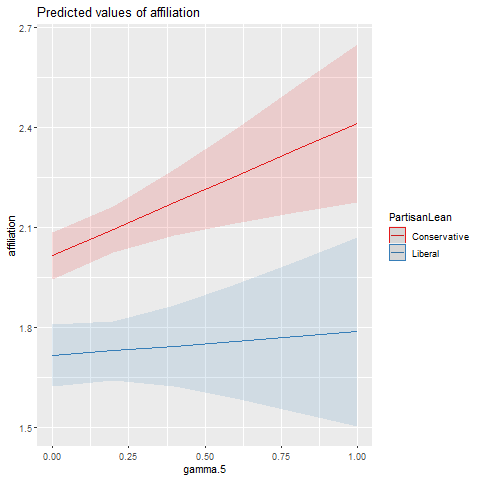 Predicted values of affiliation
2.7
2.4
2.1
1.8
1.5
affiliation
0.00 0.25 0.50 0.75 1.00
gamma.5
PartisanLean
Conservative
Liberal